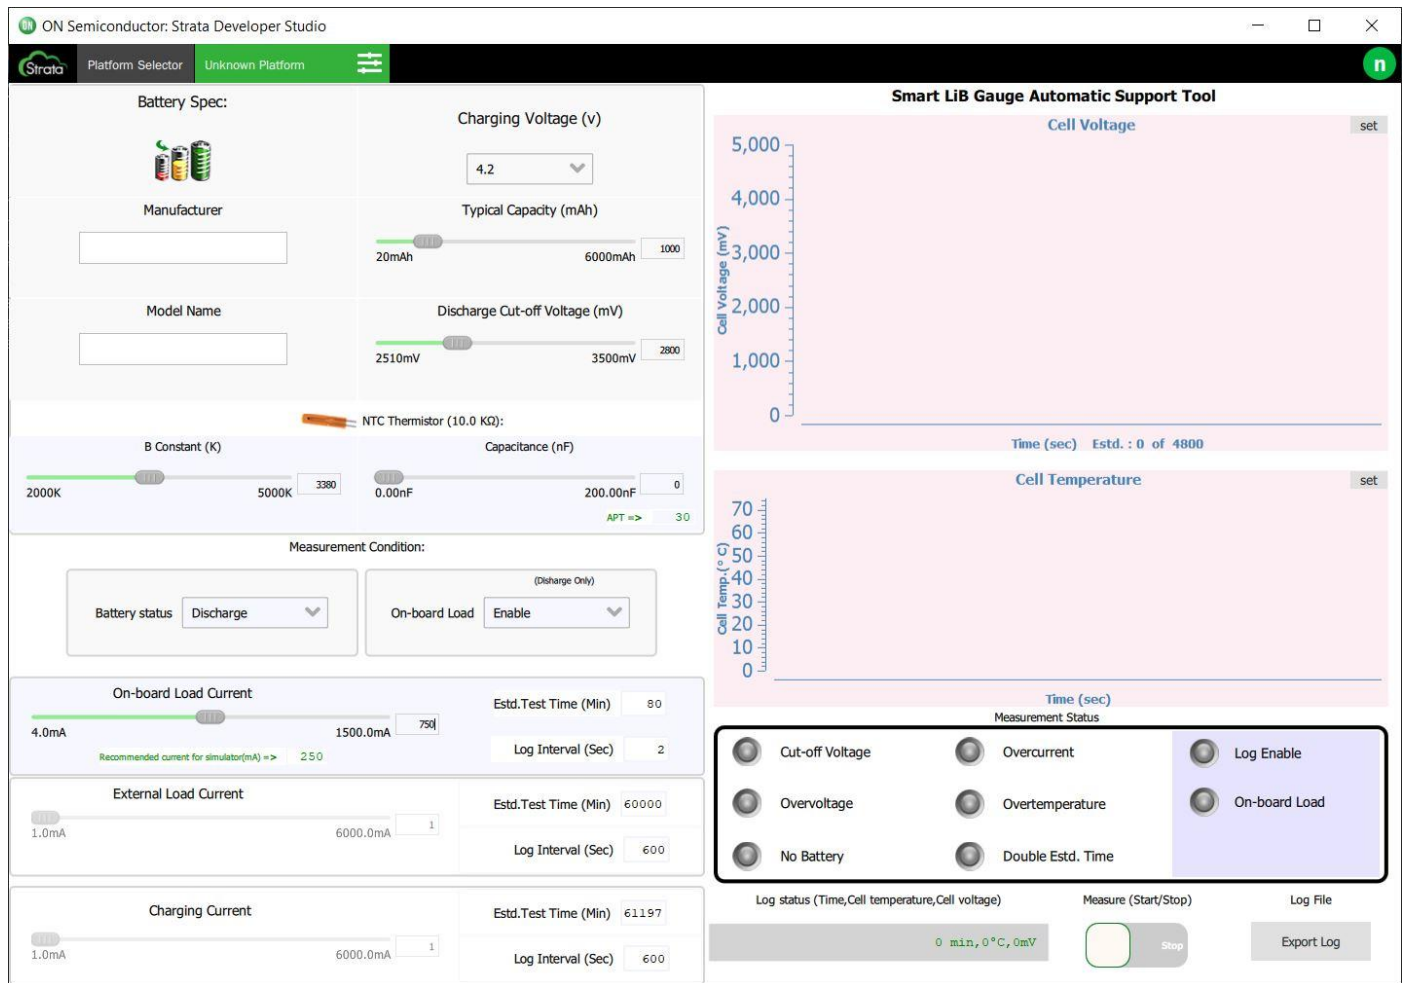 ON Semiconductor: Strata Developer Studio
Strata
Platform Selector
Unknown Platform
n
Battery Spec:
Charging Voltage (v)
4.2
Manufacturer
Typical Capacity (mAh)
20mAh
6000mAh
1000
Model Name
Discharge Cut-off Voltage (mV)
2510mV
3500mV
2800
NTC Thermistor (10.0 KΩ):
B Constant (K)
2000K
5000K
3380
Capacitance (nF)
0.00nF
200.00nF
0
APT => 30
Measurement Condition:
Battery status
Discharge
(Disharge Only)
On-board Load
Enable
On-board Load Current
4.0mA
1500.0mA
750
Recommended current for simulator(mA) => 250
Estd.Test Time (Min) 80
Log Interval (Sec) 2
External Load Current
1.0mA
6000.0mA
1
Estd.Test Time (Min) 60000
Log Interval (Sec) 600
Charging Current
1.0mA
6000.0mA
1
Estd.Test Time (Min) 61197
Log Interval (Sec) 600
Smart LiB Gauge Automatic Support Tool
Cell Voltage
set
Cell Voltage (mV)
5,000
4,000
3,000
2,000
1,000
0
Time (sec) Estd. : 0 of 4800
Cell Temperature
set
Cell Temp.(° C)
70
60
50
40
30
20
10
0
Time (sec)
Measurement Status
Cut-off Voltage
Overcurrent
Log Enable
Overvoltage
Overtemperature
On-board Load
No Battery
Double Estd. Time
Log status (Time,Cell temperature,Cell voltage)
0 min,0°C,0mV
Measure (Start/Stop)
Stop
Log File
Export Log
ON